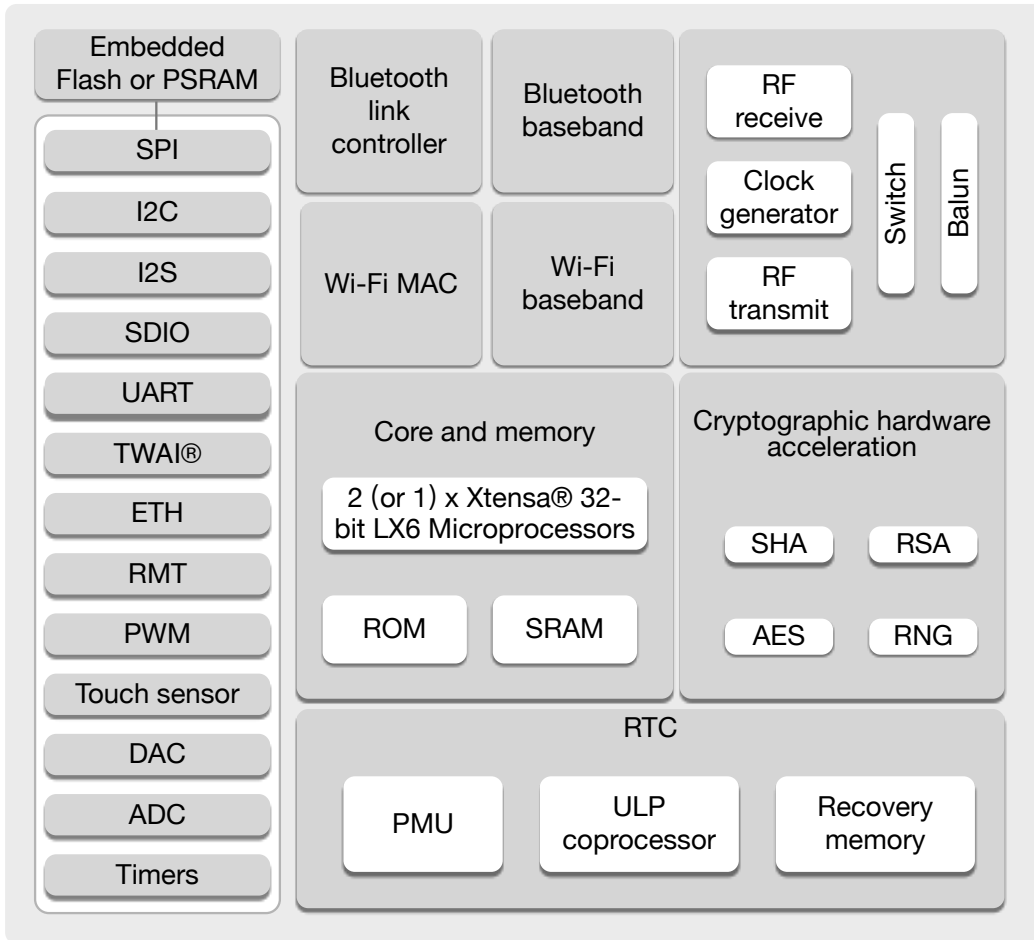 Embedded
Flash or PSRAM
SPI
I2C
I2S
SDIO
UART
TWAI®
ETH
RMT
PWM
Touch sensor
DAC
ADC
Timers
Bluetooth
link
controller
Bluetooth
baseband
Wi-Fi MAC
Wi-Fi
baseband
RF
receive
Clock
generator
RF
transmit
Switch
Balun
Core and memory
2 (or 1) x Xtensa® 32-
bit LX6 Microprocessors
ROM
SRAM
Cryptographic hardware
acceleration
SHA
RSA
AES
RNG
RTC
PMU
ULP
coprocessor
Recovery
memory